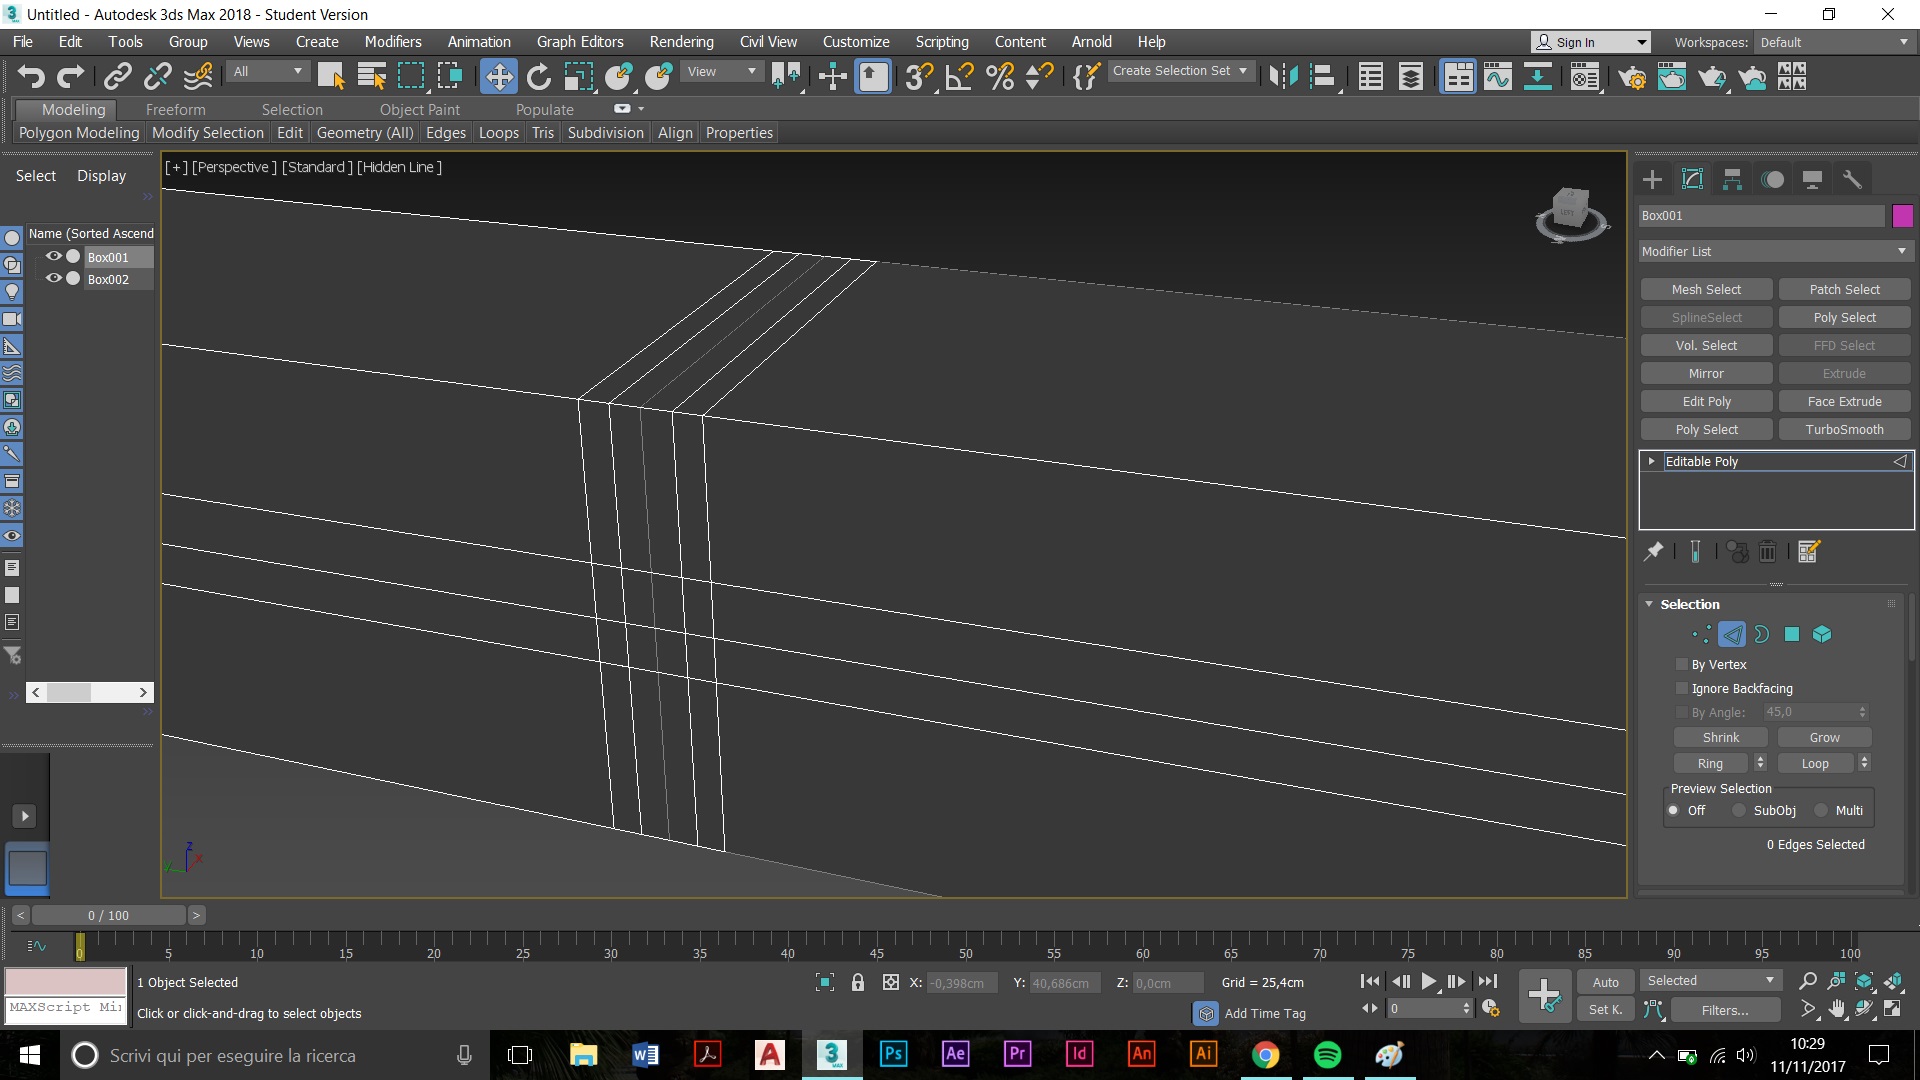 Untitled - Autodesk 3ds Max 2018 - Student Version
File Edit Tools Group Views Create Modifiers Animation Graph Editors Rendering Civil View Customize Scripting Content Arnold Help
Sign In
Workspaces: Default
All
View
Create Selection Set
Modeling Freeform Selection Object Paint Populate
Polygon Modeling Modify Selection Edit Geometry (All) Edges Loops Tris Subdivision Align Properties
Select Display
[+] [Perspective ] [Standard ] [Hidden Line ]
Name (Sorted Ascend
Box001
Box002
Box001
Modifier List
Mesh Select Patch Select
SplineSelect Poly Select
Vol. Select FFD Select
Mirror Extrude
Edit Poly Face Extrude
Poly Select TurboSmooth
Editable Poly
Selection
By Vertex
Ignore Backfacing
By Angle: 45,0
Shrink Grow
Ring Loop
Preview Selection
Off SubObj Multi
0 Edges Selected
z
x
y
< 0 / 100 >
0 5 10 15 20 25 30 35 40 45 50 55 60 65 70 75 80 85 90 95 100
1 Object Selected
X: -0,398cm Y: 40,686cm Z: 0,0cm Grid = 25,4cm
Auto Selected
MAXScript Mi
Click or click-and-drag to select objects
Add Time Tag
0
Set K. Filters...
Scrivi qui per eseguire la ricerca
Ps Ae Pr Id An Ai
10:29
11/11/2017